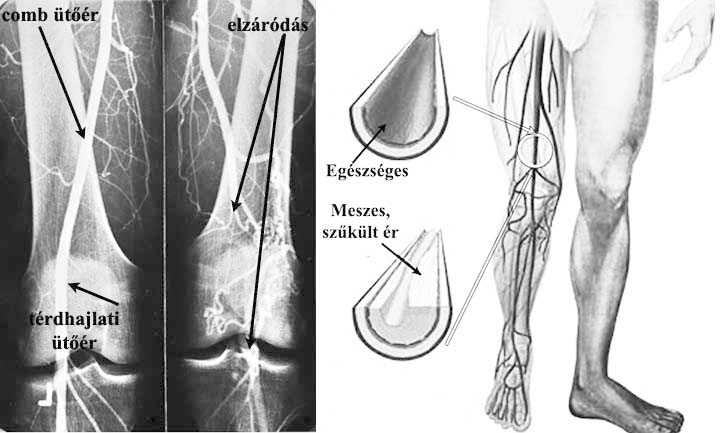 comb ütőér
elzáródás
térdhajlati
ütőér
Egészséges
Meszes,
szűkült ér